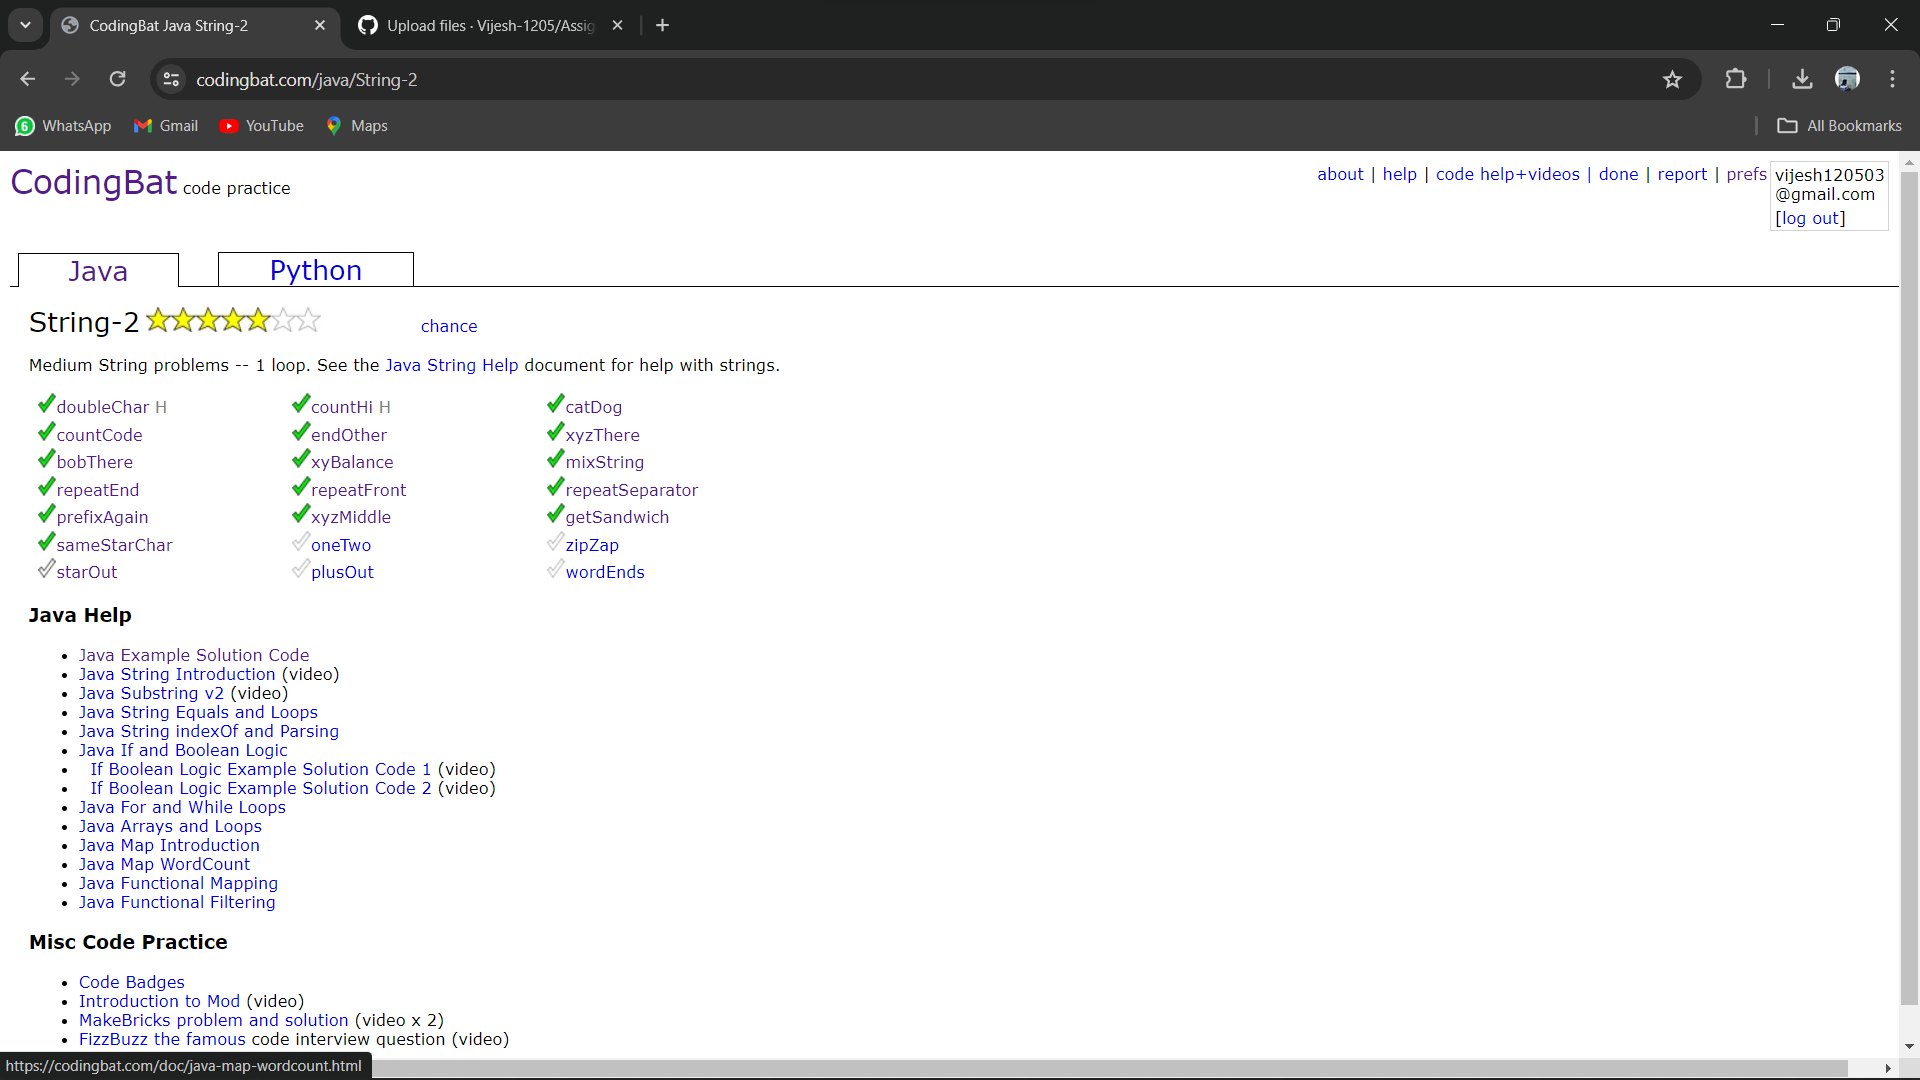 CodingBat Java String-2
Upload files · Vijesh-1205/Assig
codingbat.com/java/String-2
WhatsApp
Gmail
YouTube
Maps
All Bookmarks
CodingBat code practice
about | help | code help+videos | done | report | prefs
vijesh120503
@gmail.com
[log out]
Java
Python
String-2
chance
Medium String problems -- 1 loop. See the Java String Help document for help with strings.
doubleChar H countHi H catDog
countCode endOther xyzThere
bobThere xyBalance mixString
repeatEnd repeatFront repeatSeparator
prefixAgain xyzMiddle getSandwich
sameStarChar oneTwo zipZap
starOut plusOut wordEnds
Java Help
• Java Example Solution Code
• Java String Introduction (video)
• Java Substring v2 (video)
• Java String Equals and Loops
• Java String indexOf and Parsing
• Java If and Boolean Logic
• If Boolean Logic Example Solution Code 1 (video)
• If Boolean Logic Example Solution Code 2 (video)
• Java For and While Loops
• Java Arrays and Loops
• Java Map Introduction
• Java Map WordCount
• Java Functional Mapping
• Java Functional Filtering
Misc Code Practice
• Code Badges
• Introduction to Mod (video)
• MakeBricks problem and solution (video x 2)
• FizzBuzz the famous code interview question (video)
https://codingbat.com/doc/java-map-wordcount.html